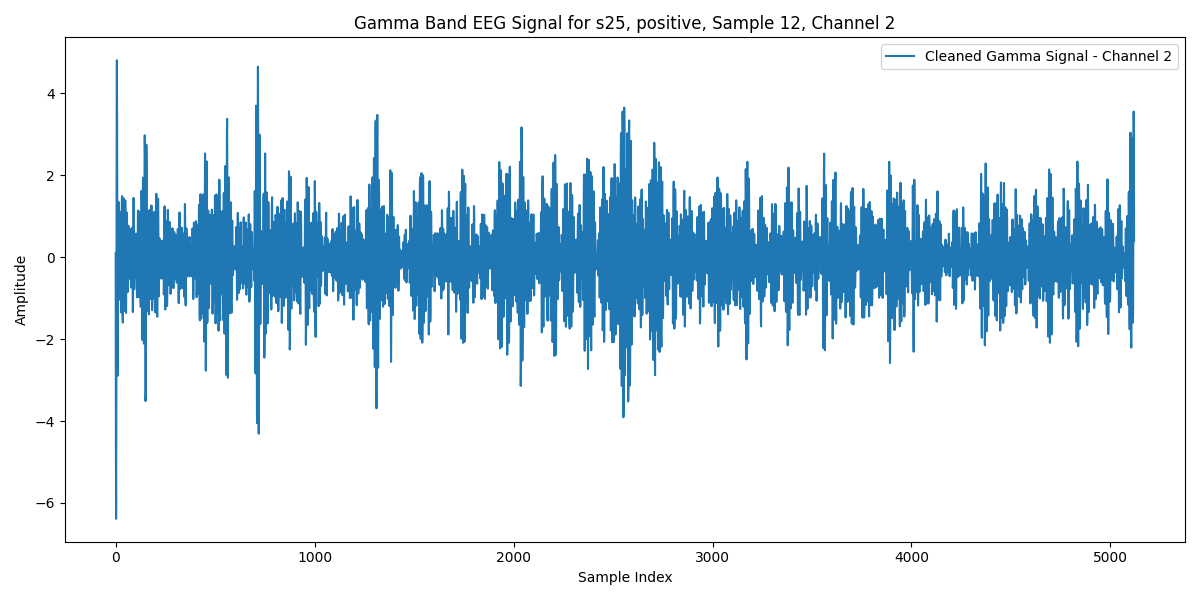 Gamma Band EEG Signal for s25, positive, Sample 12, Channel 2
Cleaned Gamma Signal - Channel 2
Amplitude
4
2
0
−2
−4
−6
0 1000 2000 3000 4000 5000
Sample Index